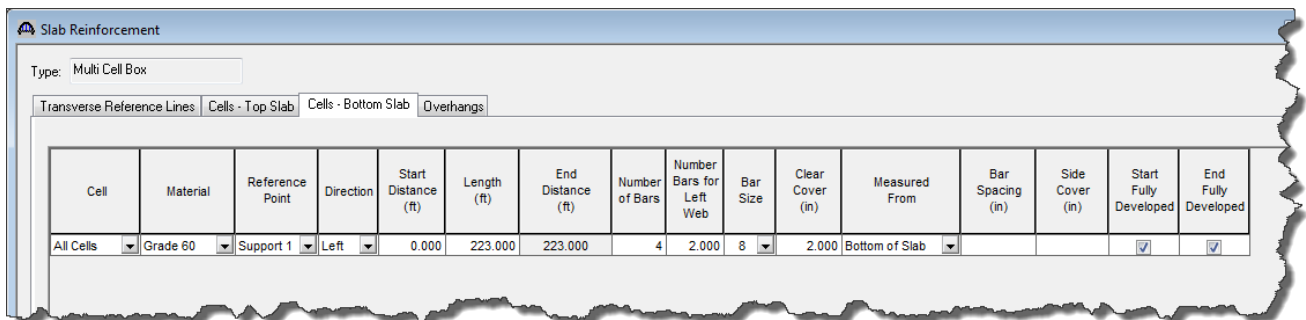 Slab Reinforcement
Type: Multi Cell Box
Transverse Reference Lines Cells - Top Slab Cells - Bottom Slab Overhangs
Cell Material Reference Point Direction Start Distance (ft) Length (ft) End Distance (ft) Number of Bars Number Bars for Left Web Bar Size Clear Cover (in) Measured From Bar Spacing (in) Side Cover (in) Start Fully Developed End Fully Developed
All Cells Grade 60 Support 1 Left 0.000 223.000 223.000 4 2.000 8 2.000 Bottom of Slab